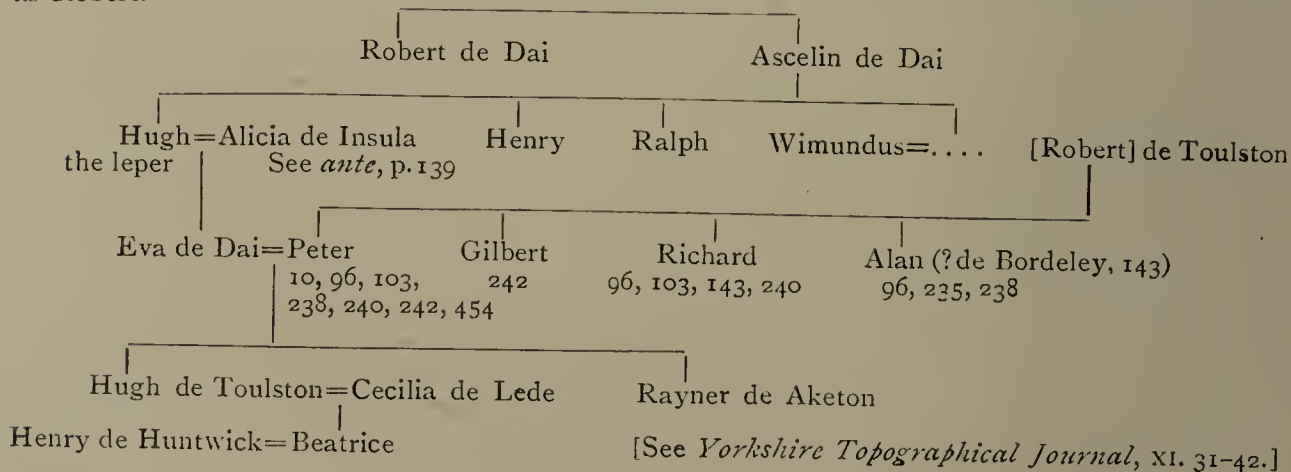 Robert de Dai Ascelin de Dai
Hugh=Alicia de Insula Henry Ralph Wimundus=.... [Robert] de Toulston
the leper See ante, p. 139
Eva de Dai=Peter Gilbert Richard Alan (? de Bordeley, 143)
10, 96, 103, 242 96, 103, 143, 240 96, 235, 238
238, 240, 242, 454
Hugh de Toulston=Cecilia de Lede Rayner de Aketon
Henry de Huntwick=Beatrice [See Yorkshire Topographical Journal, XI. 31-42.]